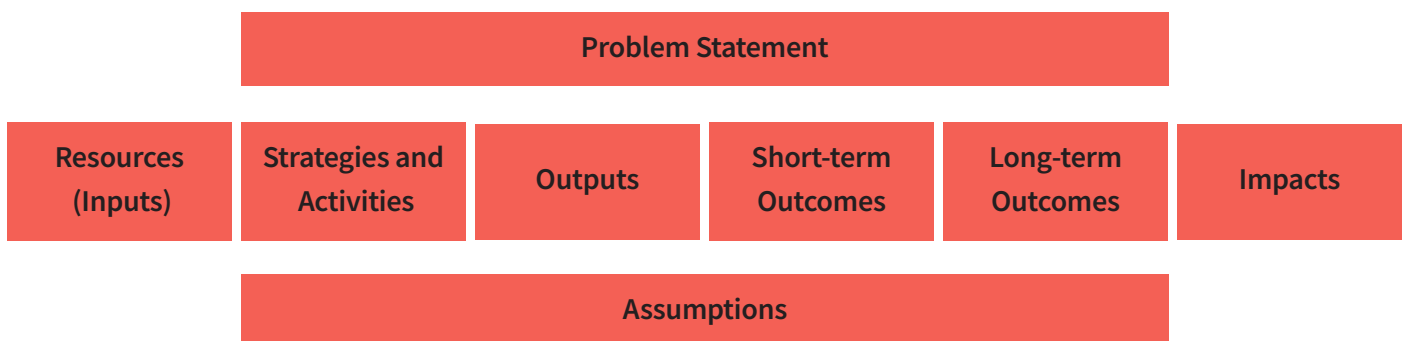 Problem Statement
Resources
(Inputs)
Strategies and
Activities
Outputs
Short-term
Outcomes
Long-term
Outcomes
Impacts
Assumptions